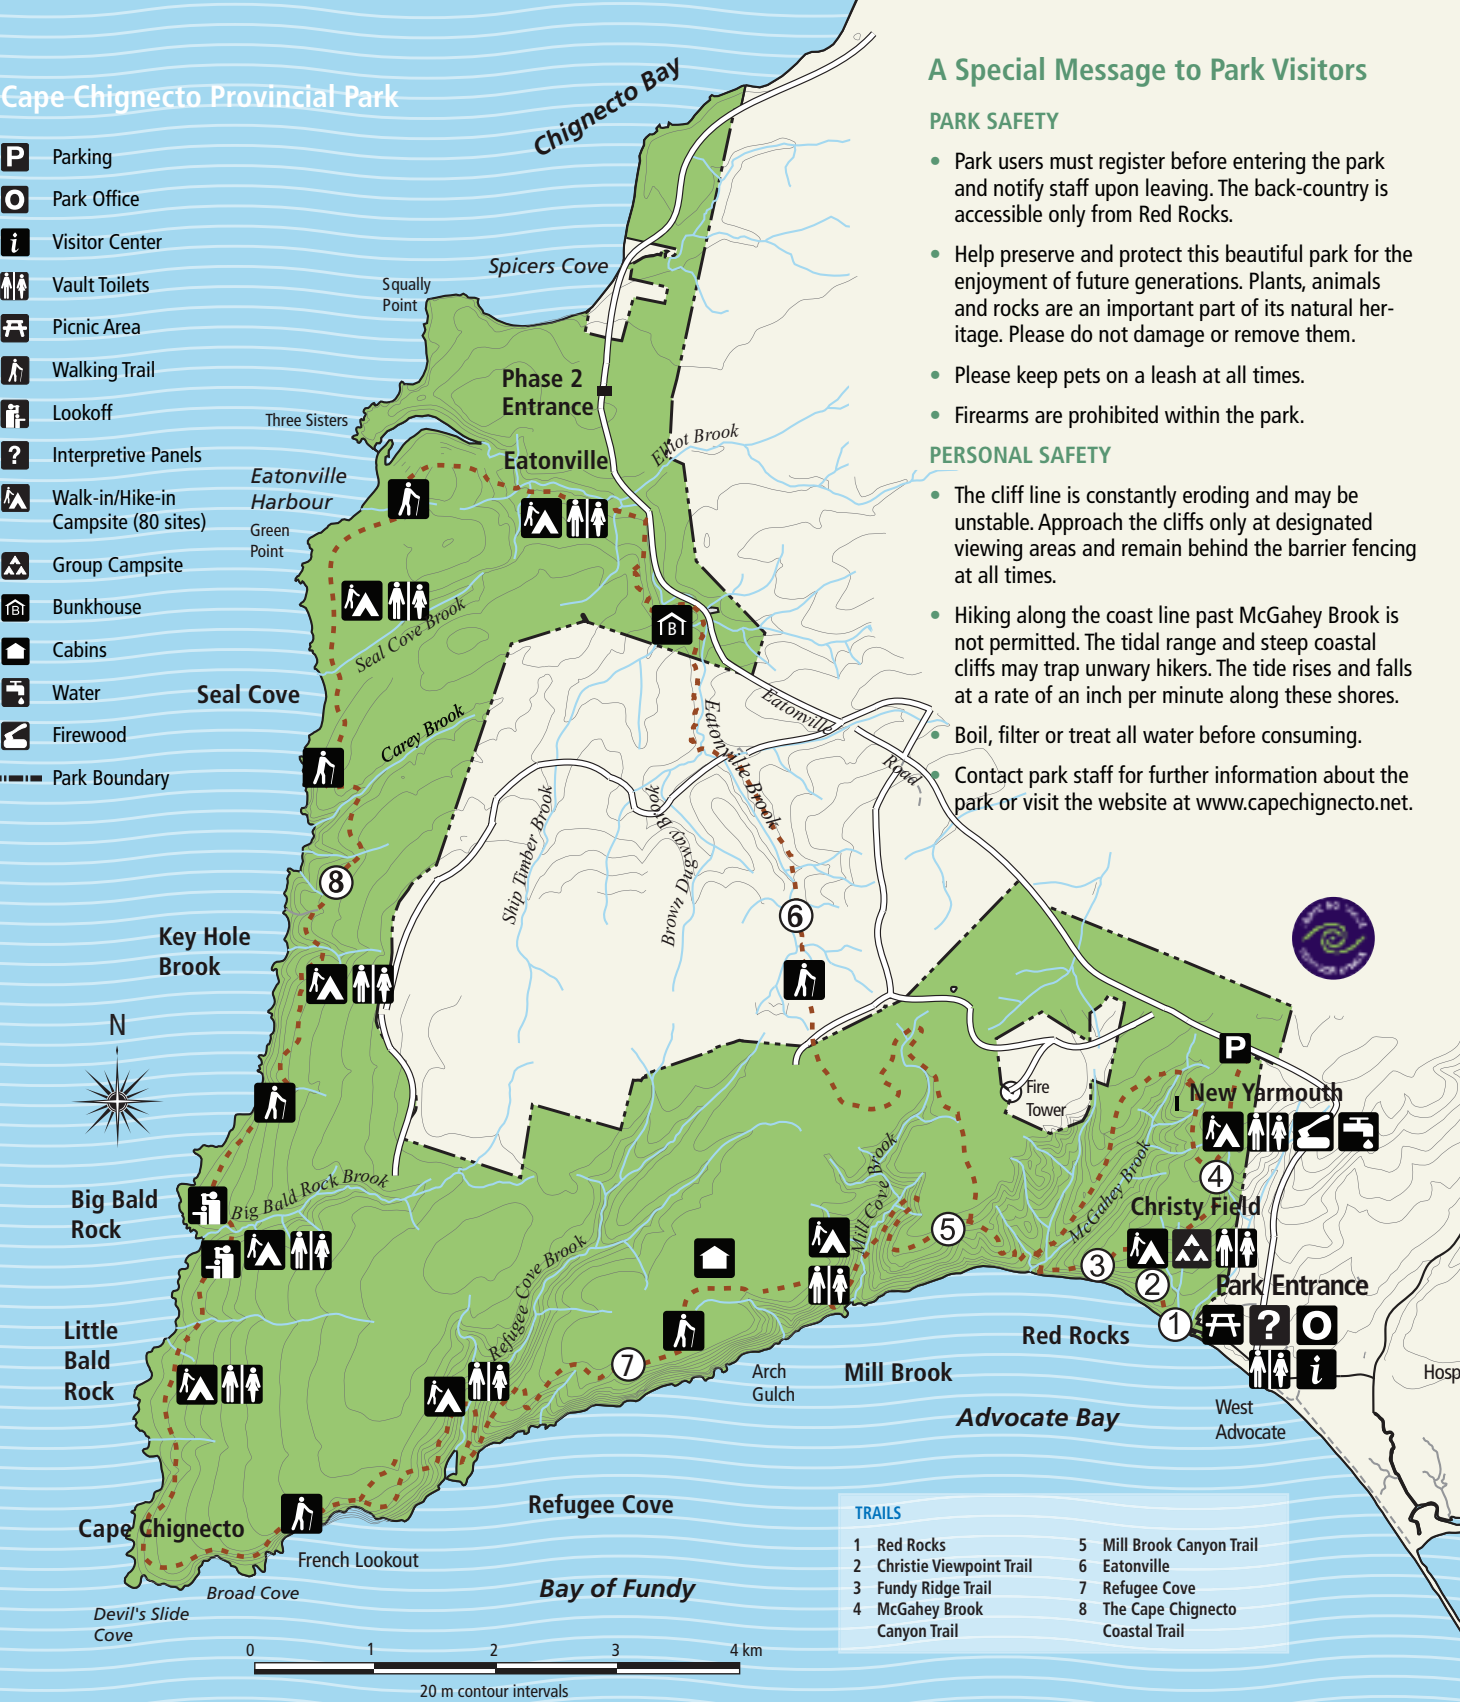 Cape Chignecto Provincial Park
P Parking
O Park Office
i Visitor Center
Vault Toilets
Picnic Area
Walking Trail
Lookoff
? Interpretive Panels
Walk-in/Hike-in
Campsite (80 sites)
Group Campsite
B Bunkhouse
Cabins
Water
Firewood
Park Boundary
A Special Message to Park Visitors
PARK SAFETY
• Park users must register before entering the park
and notify staff upon leaving. The back-country is
accessible only from Red Rocks.
• Help preserve and protect this beautiful park for the
enjoyment of future generations. Plants, animals
and rocks are an important part of its natural her-
itage. Please do not damage or remove them.
• Please keep pets on a leash at all times.
• Firearms are prohibited within the park.
PERSONAL SAFETY
• The cliff line is constantly eroding and may be
unstable. Approach the cliffs only at designated
viewing areas and remain behind the barrier fencing
at all times.
• Hiking along the coast line past McGahey Brook is
not permitted. The tidal range and steep coastal
cliffs may trap unwary hikers. The tide rises and falls
at a rate of an inch per minute along these shores.
• Boil, filter or treat all water before consuming.
• Contact park staff for further information about the
park or visit the website at www.capechignecto.net.
Chignecto Bay
Spicers Cove
Squally
Point
Phase 2
Entrance
Three Sisters
Elliot Brook
Eatonville
Eatonville
Harbour
Green
Point
Seal Cove Brook
B
Seal Cove
Carey Brook
Eatonville
Road
Eatonville Brook
Ship Timber Brook
Brown Dugway Brook
8
6
Key Hole
Brook
N
P
Fire
Tower
New Yarmouth
4
McGahey Brook
Mill Cove Brook
Big Bald
Rock
Big Bald Rock Brook
Christy Field
5
3
2
Park Entrance
1
? O
i
Refugee Cove Brook
Little
Bald
Rock
Red Rocks
7
Arch
Gulch
Mill Brook
Hosp
West
Advocate
Advocate Bay
Refugee Cove
Cape Chignecto
French Lookout
Broad Cove
Bay of Fundy
Devil's Slide
Cove
0 1 2 3 4 km
20 m contour intervals
TRAILS
1 Red Rocks
2 Christie Viewpoint Trail
3 Fundy Ridge Trail
4 McGahey Brook
Canyon Trail
5 Mill Brook Canyon Trail
6 Eatonville
7 Refugee Cove
8 The Cape Chignecto
Coastal Trail